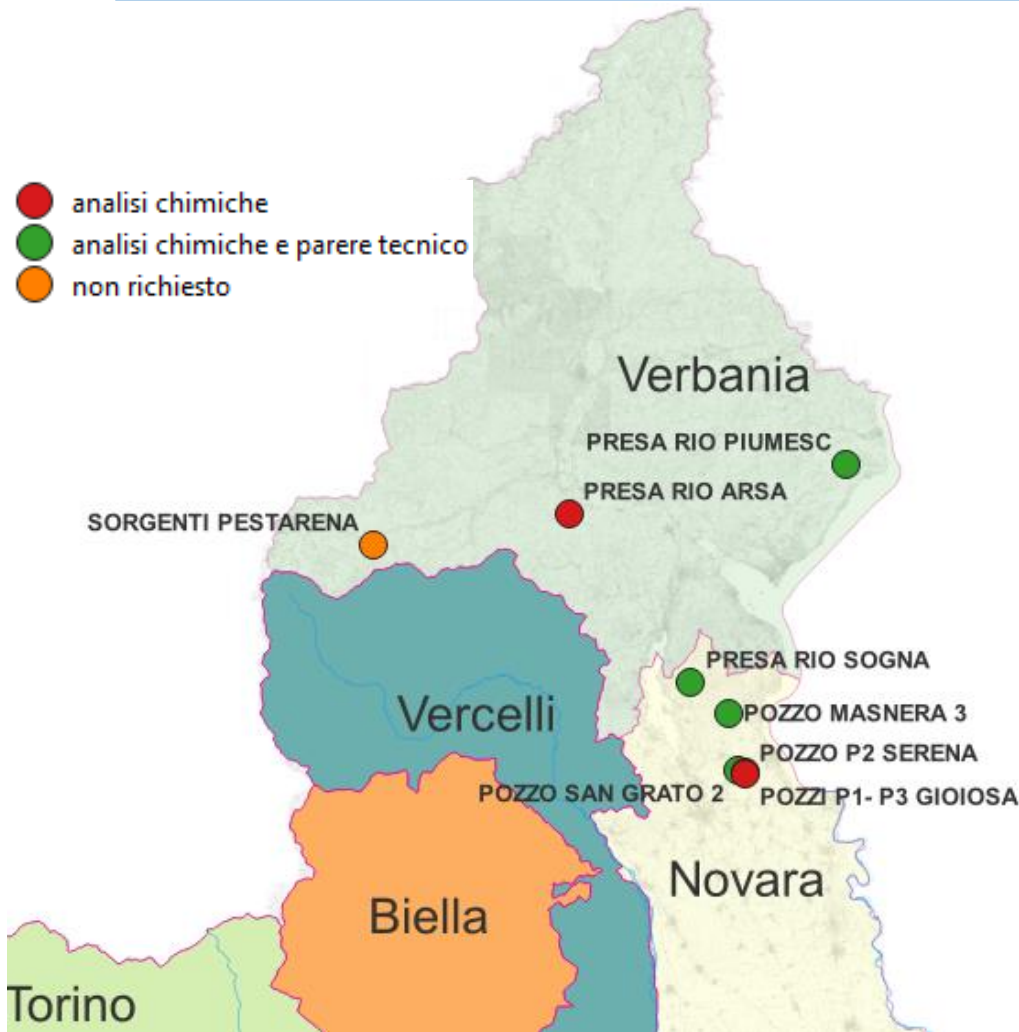 analisi chimiche
analisi chimiche e parere tecnico
non richiesto
Verbania
PRESA RIO PIUMESC
PRESA RIO ARSA
SORGENTI PESTARENA
PRESA RIO SOGNA
Vercelli
POZZO MASNERA 3
POZZO P2 SERENA
POZZO SAN GRATO 2
POZZI P1- P3 GIOIOSA
Novara
Biella
Torino